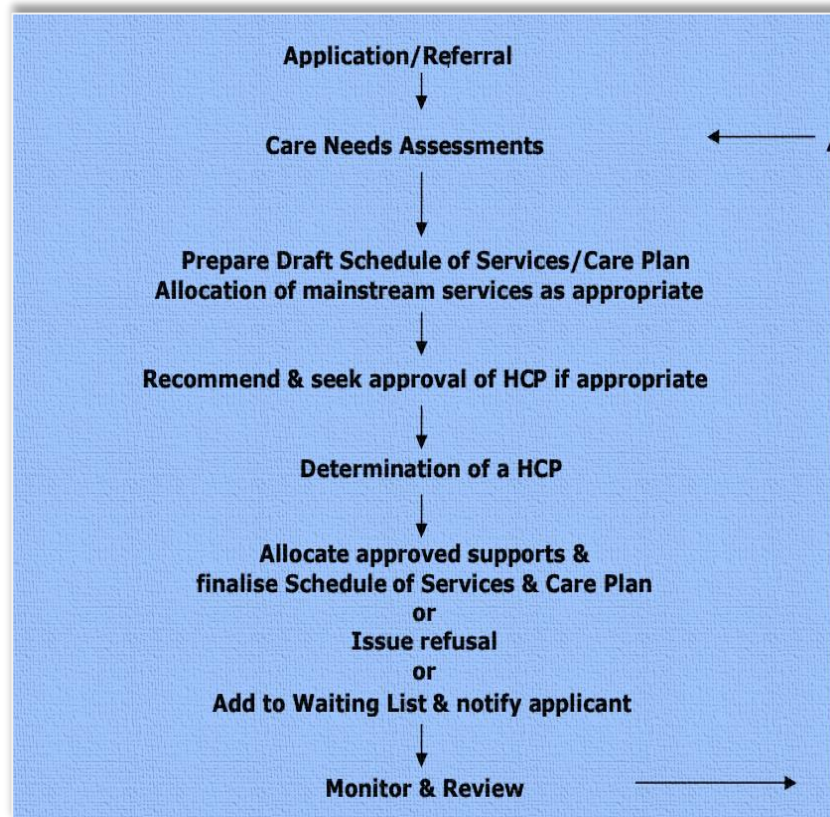 Application/Referral
Care Needs Assessments
Prepare Draft Schedule of Services/Care Plan
Allocation of mainstream services as appropriate
Recommend & seek approval of HCP if appropriate
Determination of a HCP
Allocate approved supports &
finalise Schedule of Services & Care Plan
or
Issue refusal
or
Add to Waiting List & notify applicant
Monitor & Review